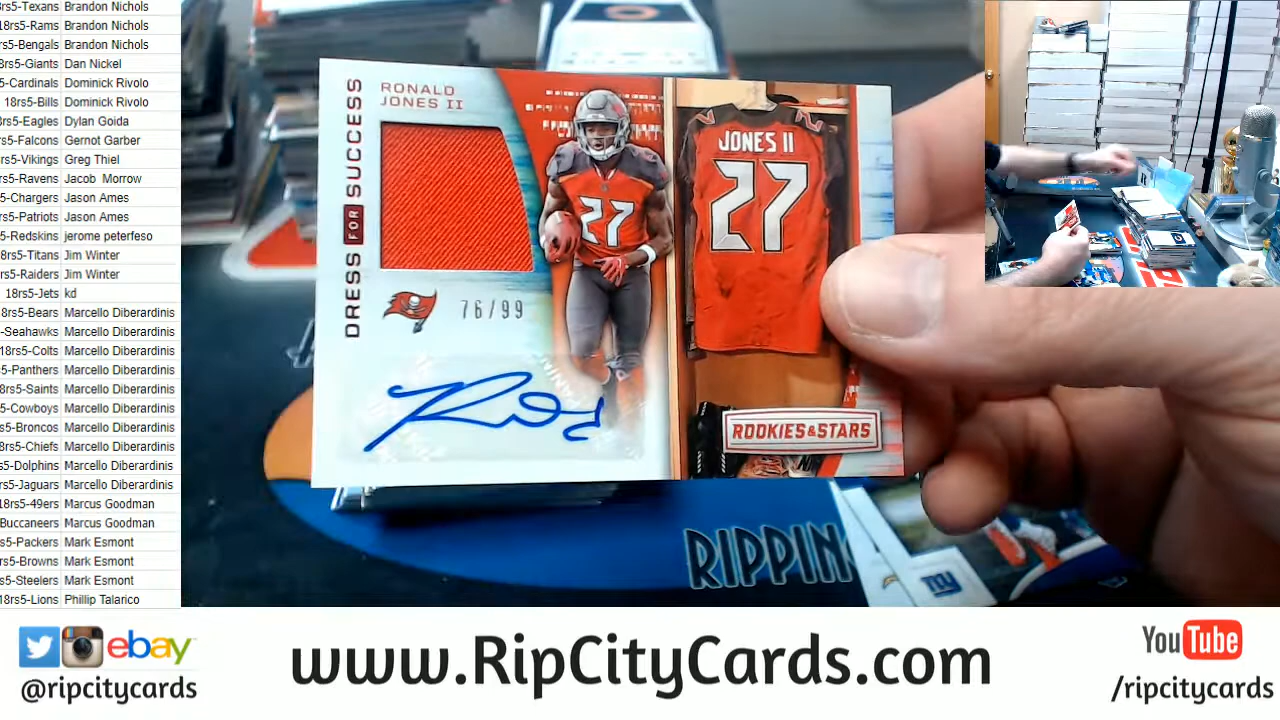 rs5-Texans Brandon Nichols
18rs5-Rams Brandon Nichols
rs5-Bengals Brandon Nichols
8rs5-Giants Dan Nickel
5-Cardinals Dominick Rivolo
18rs5-Bills Dominick Rivolo
rs5-Eagles Dylan Goida
rs5-Falcons Gernot Garber
rs5-Vikings Greg Thiel
rs5-Ravens Jacob Morrow
5-Chargers Jason Ames
rs5-Patriots Jason Ames
5-Redskins jerome peterfeso
8rs5-Titans Jim Winter
rs5-Raiders Jim Winter
18rs5-Jets kd
8rs5-Bears Marcello Diberardinis
-Seahawks Marcello Diberardinis
18rs5-Colts Marcello Diberardinis
5-Panthers Marcello Diberardinis
8rs5-Saints Marcello Diberardinis
5-Cowboys Marcello Diberardinis
s5-Broncos Marcello Diberardinis
8rs5-Chiefs Marcello Diberardinis
s5-Dolphins Marcello Diberardinis
rs5-Jaguars Marcello Diberardinis
18rs5-49ers Marcus Goodman
Buccaneers Marcus Goodman
s5-Packers Mark Esmont
rs5-Browns Mark Esmont
s5-Steelers Mark Esmont
18rs5-Lions Phillip Talarico
RONALD
JONES II
DRESS FOR SUCCESS
76/99
27
JONES II
27
ROOKIES & STARS
RIPPIN
ebay
@ripcitycards
www.RipCityCards.com
YouTube
/ripcitycards